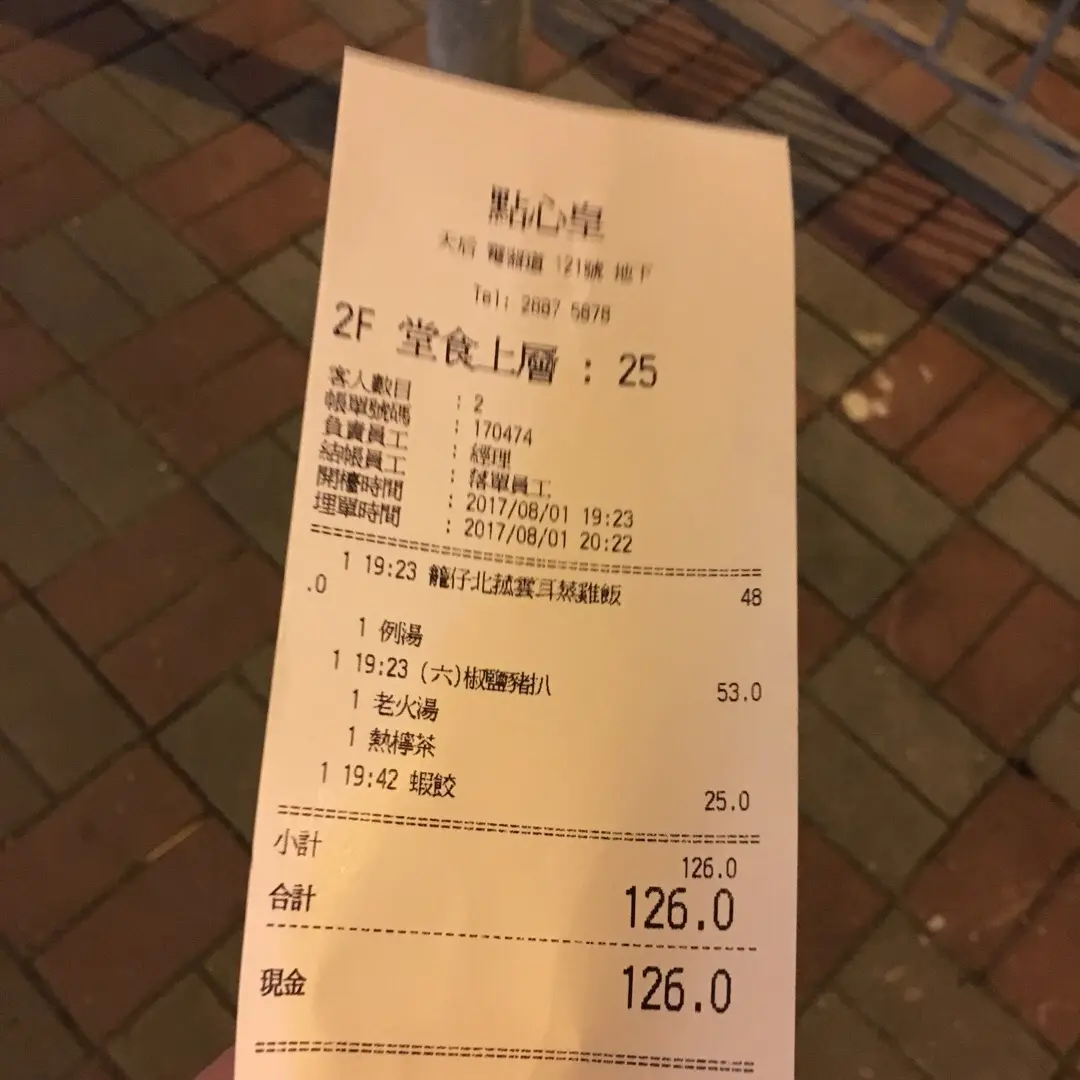 點心皇
天后 電器道 121號 地下
Tel: 2887 5878
2F 堂食上層 : 25
客人數目 : 2
帳單號碼 : 170474
負責員工 : 經理
結帳員工 : 落單員工
開檯時間 : 2017/08/01 19:23
埋單時間 : 2017/08/01 20:22
1 19:23 籠仔北菰雲耳蒸雞飯 48
.0
1 例湯
1 19:23 (六)椒鹽豬扒 53.0
1 老火湯
1 熱檸茶
1 19:42 蝦餃 25.0
小計 126.0
合計 126.0
現金 126.0